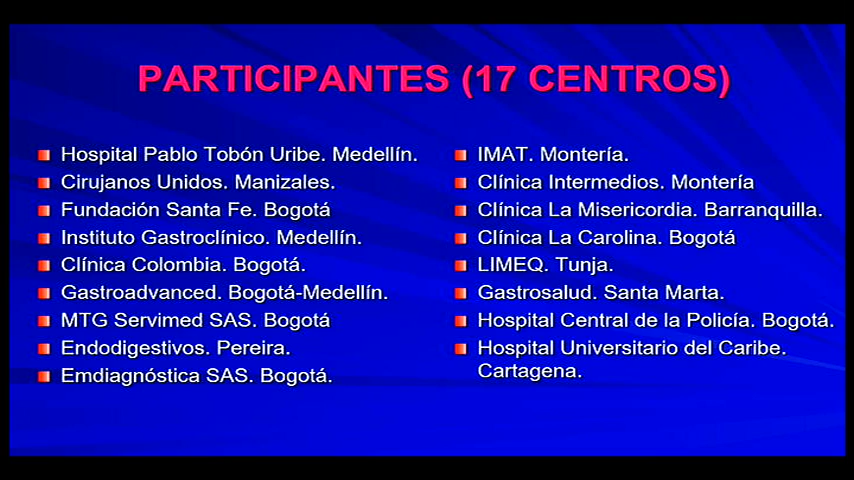 PARTICIPANTES (17 CENTROS)
Hospital Pablo Tobón Uribe. Medellín.
Cirujanos Unidos. Manizales.
Fundación Santa Fe. Bogotá
Instituto Gastroclínico. Medellín.
Clínica Colombia. Bogotá.
Gastroadvanced. Bogotá-Medellín.
MTG Servimed SAS. Bogotá
Endodigestivos. Pereira.
Emdiagnóstica SAS. Bogotá.
IMAT. Montería.
Clínica Intermedios. Montería
Clínica La Misericordia. Barranquilla.
Clínica La Carolina. Bogotá
LIMEQ. Tunja.
Gastrosalud. Santa Marta.
Hospital Central de la Policía. Bogotá.
Hospital Universitario del Caribe.
Cartagena.